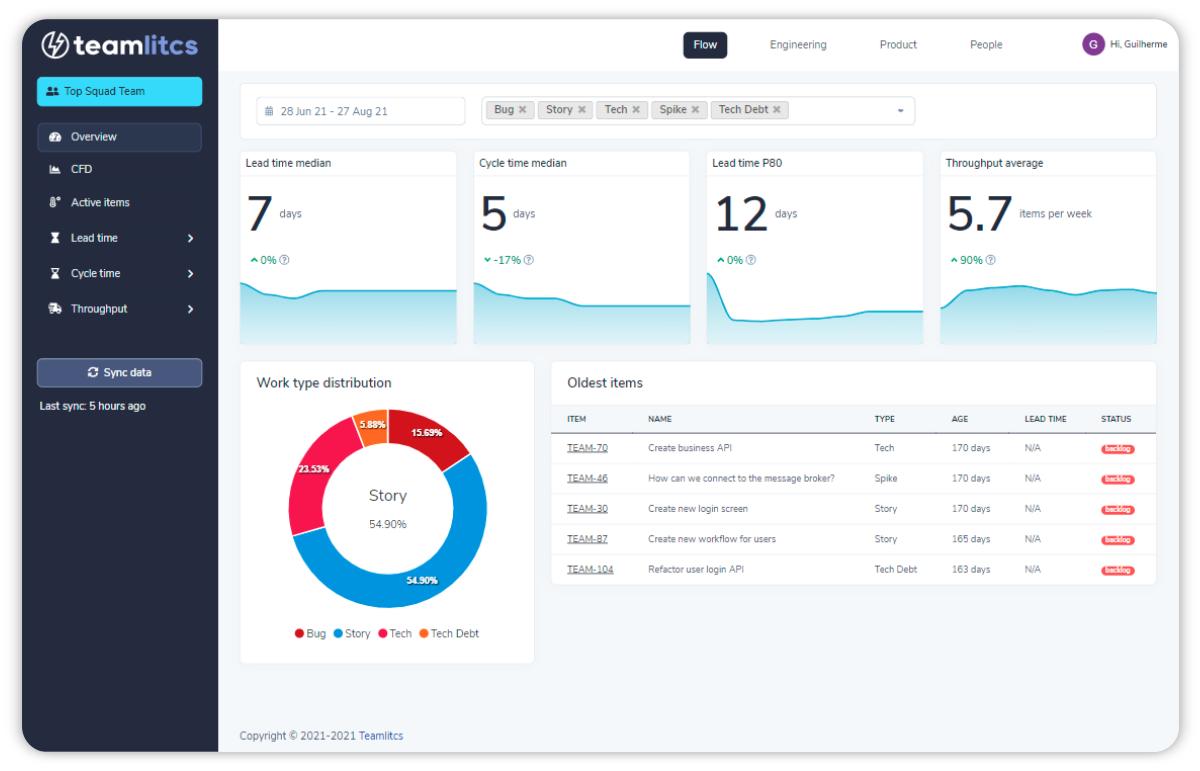 teamlitcs
Flow Engineering Product People G Hi, Guilherme
Top Squad Team
Overview
CFD
Active items
Lead time
Cycle time
Throughput
Sync data
Last sync: 5 hours ago
28 Jun 21 - 27 Aug 21
Bug × Story × Tech × Spike × Tech Debt ×
Lead time median
7 days
0% ?
Cycle time median
5 days
-17% ?
Lead time P80
12 days
0% ?
Throughput average
5.7 items per week
90% ?
Work type distribution
5.88%
15.69%
23.53%
Story
54.90%
54.90%
Bug Story Tech Tech Debt
Oldest items
ITEM NAME TYPE AGE LEAD TIME STATUS
TEAM-70 Create business API Tech 170 days N/A backlog
TEAM-46 How can we connect to the message broker? Spike 170 days N/A backlog
TEAM-30 Create new login screen Story 170 days N/A backlog
TEAM-87 Create new workflow for users Story 165 days N/A backlog
TEAM-104 Refactor user login API Tech Debt 163 days N/A backlog
Copyright © 2021-2021 Teamlitcs